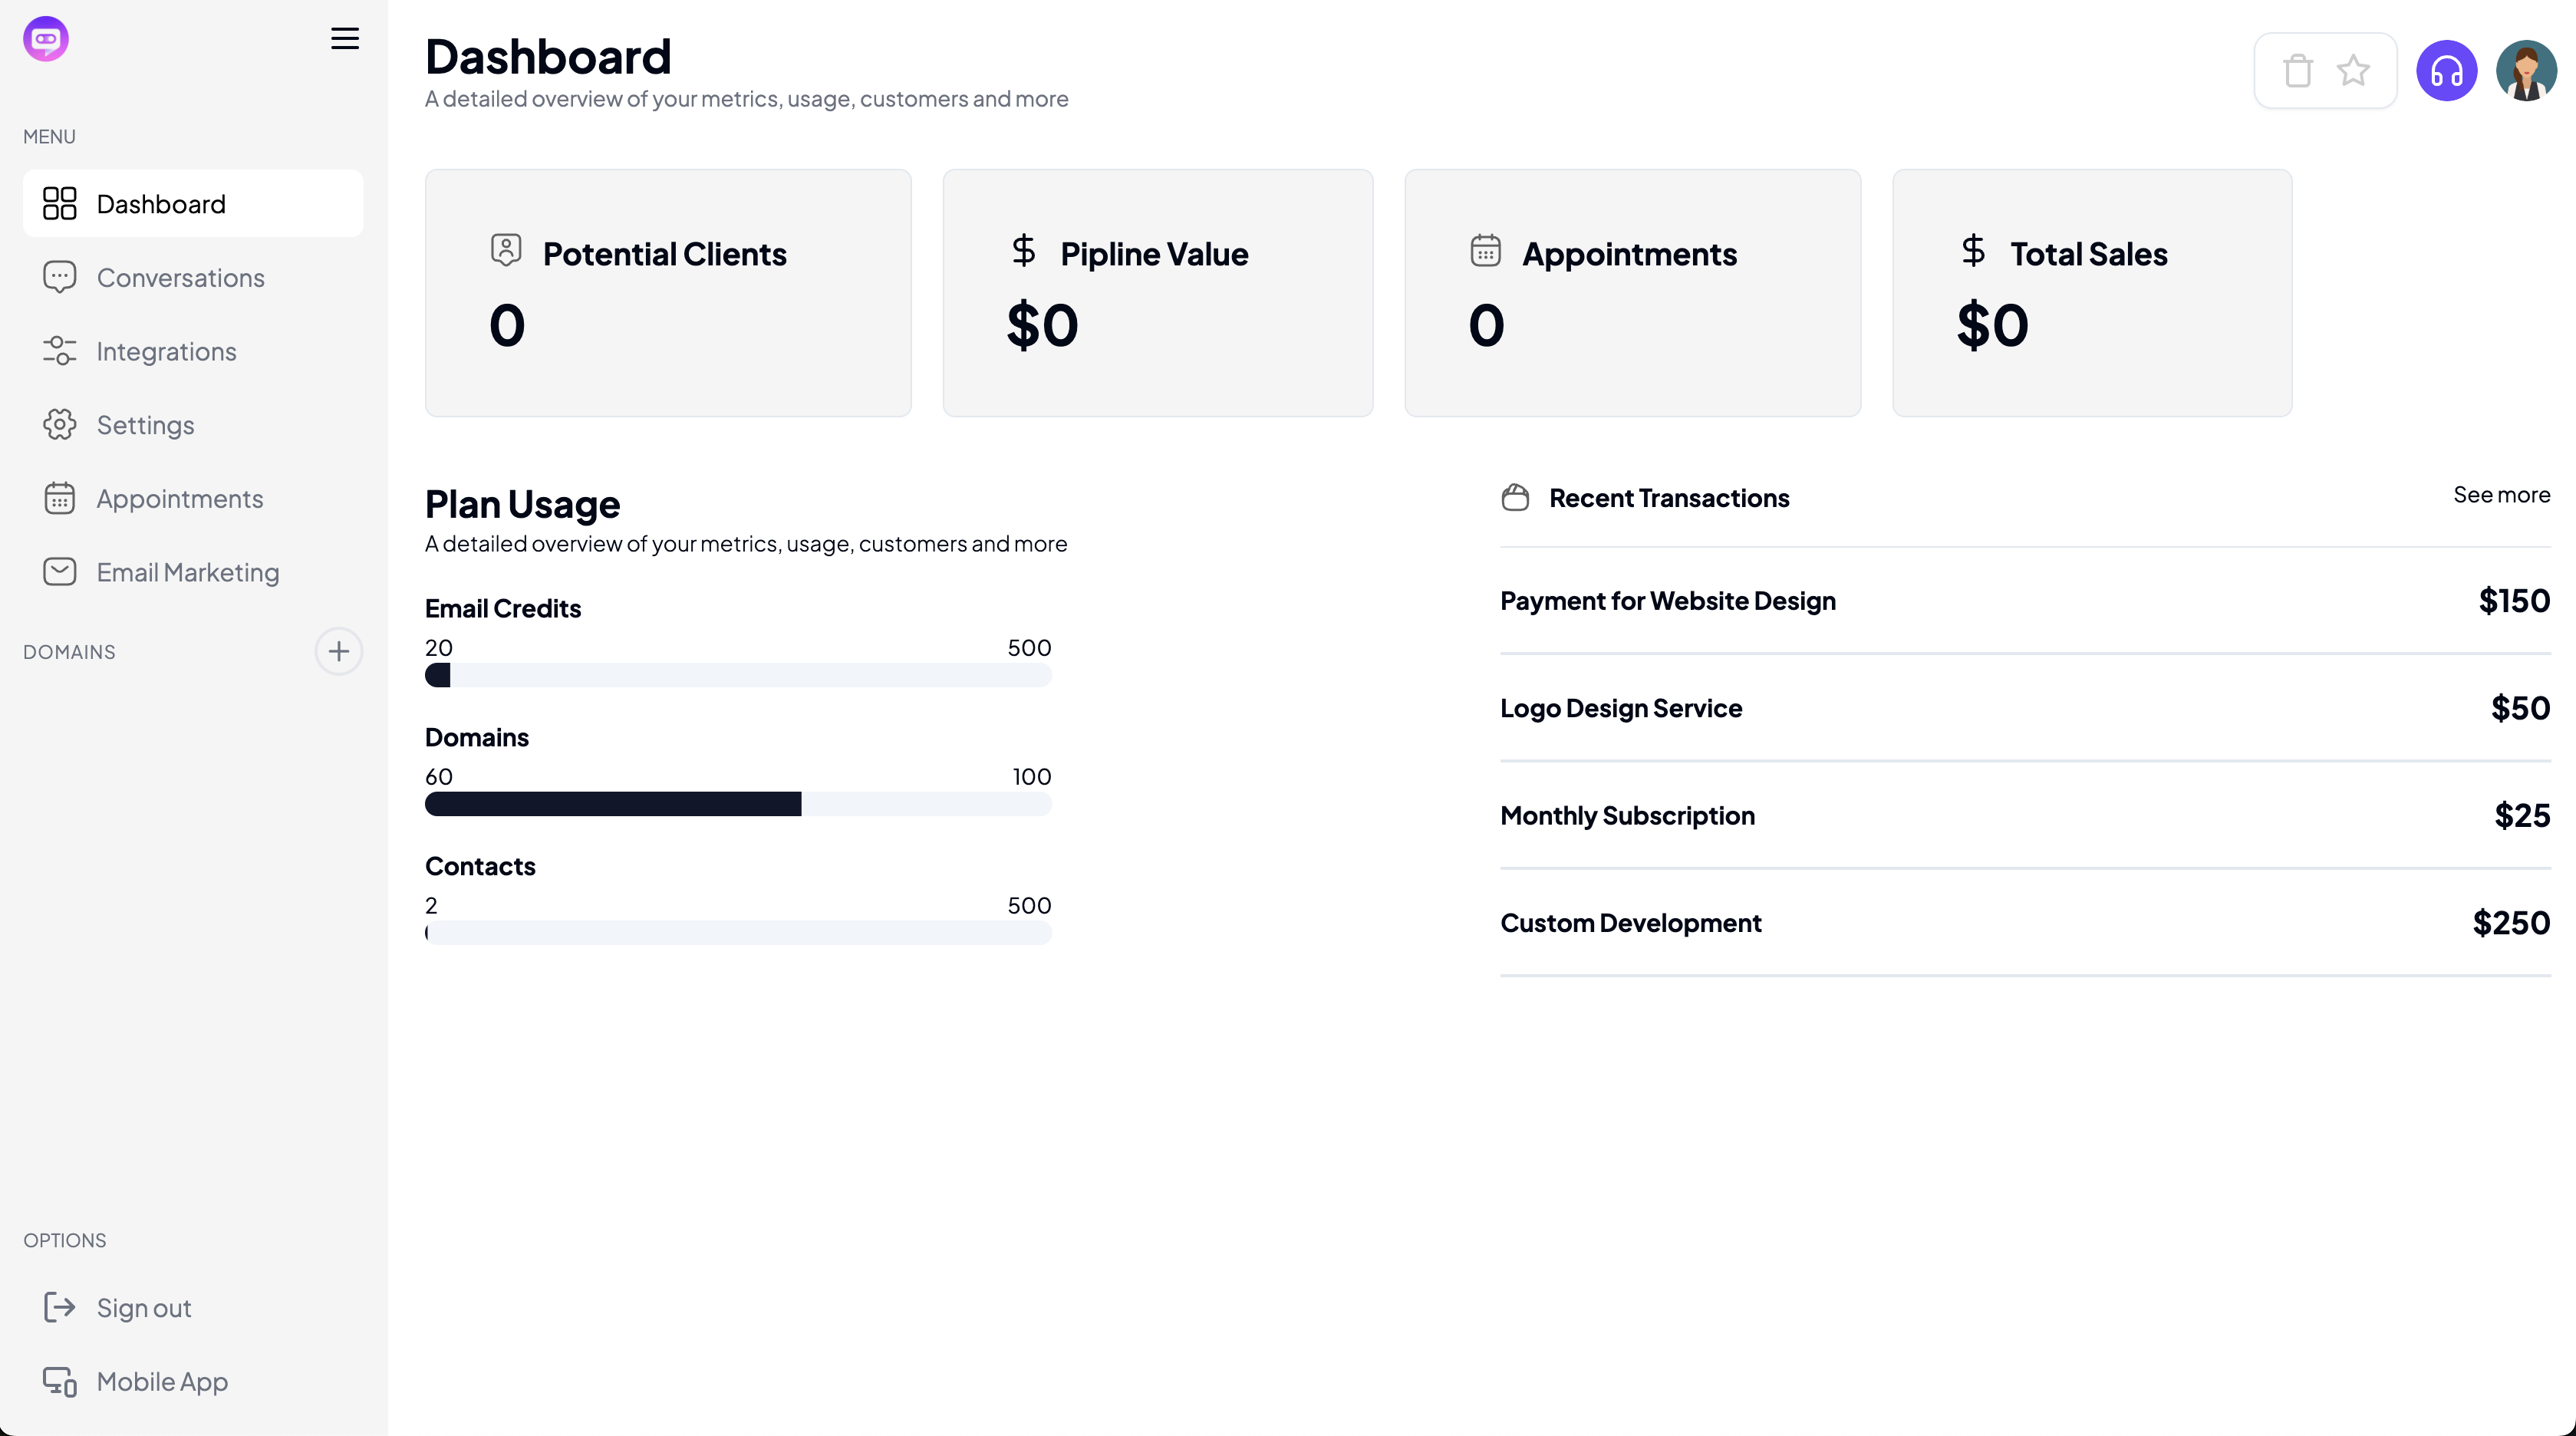 MENU
Dashboard
Conversations
Integrations
Settings
Appointments
Email Marketing
DOMAINS
OPTIONS
Sign out
Mobile App
Dashboard
A detailed overview of your metrics, usage, customers and more
Potential Clients
0
Pipline Value
$0
Appointments
0
Total Sales
$0
Plan Usage
A detailed overview of your metrics, usage, customers and more
Email Credits
20 500
Domains
60 100
Contacts
2 500
Recent Transactions See more
Payment for Website Design $150
Logo Design Service $50
Monthly Subscription $25
Custom Development $250